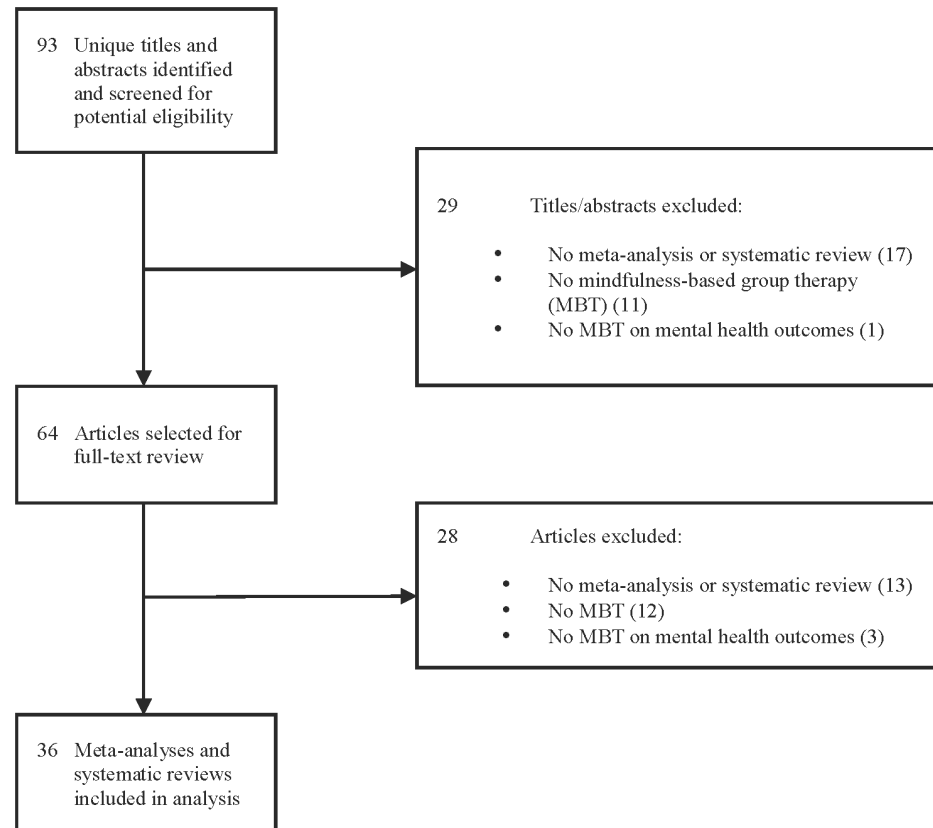 93 Unique titles and
abstracts identified
and screened for
potential eligibility
29 Titles/abstracts excluded:
• No meta-analysis or systematic review (17)
• No mindfulness-based group therapy
(MBT) (11)
• No MBT on mental health outcomes (1)
64 Articles selected for
full-text review
28 Articles excluded:
• No meta-analysis or systematic review (13)
• No MBT (12)
• No MBT on mental health outcomes (3)
36 Meta-analyses and
systematic reviews
included in analysis